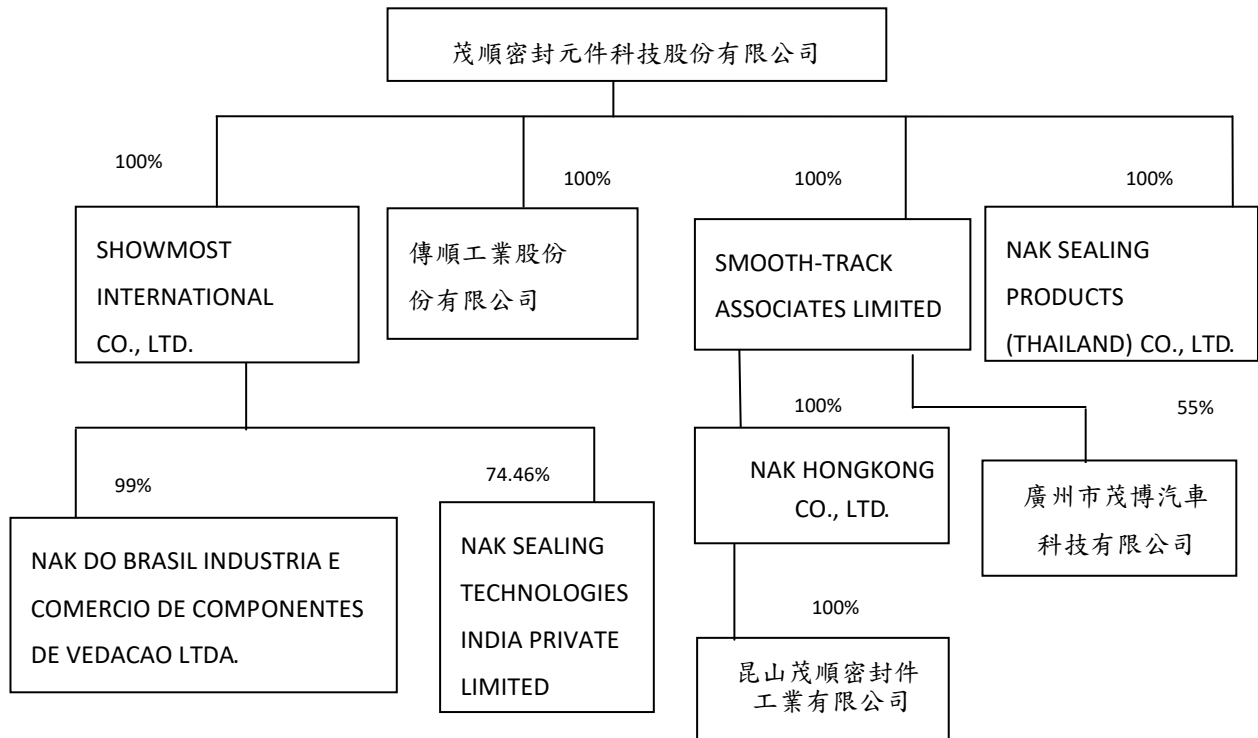 茂順密封元件科技股份有限公司
100%
100%
100%
100%
SHOWMOST
INTERNATIONAL
CO., LTD.
傳順工業股份
份有限公司
SMOOTH-TRACK
ASSOCIATES LIMITED
NAK SEALING
PRODUCTS
(THAILAND) CO., LTD.
99%
74.46%
100%
55%
NAK DO BRASIL INDUSTRIA E
COMERCIO DE COMPONENTES
DE VEDACAO LTDA.
NAK SEALING
TECHNOLOGIES
INDIA PRIVATE
LIMITED
NAK HONGKONG
CO., LTD.
廣州市茂博汽車
科技有限公司
100%
昆山茂順密封件
工業有限公司